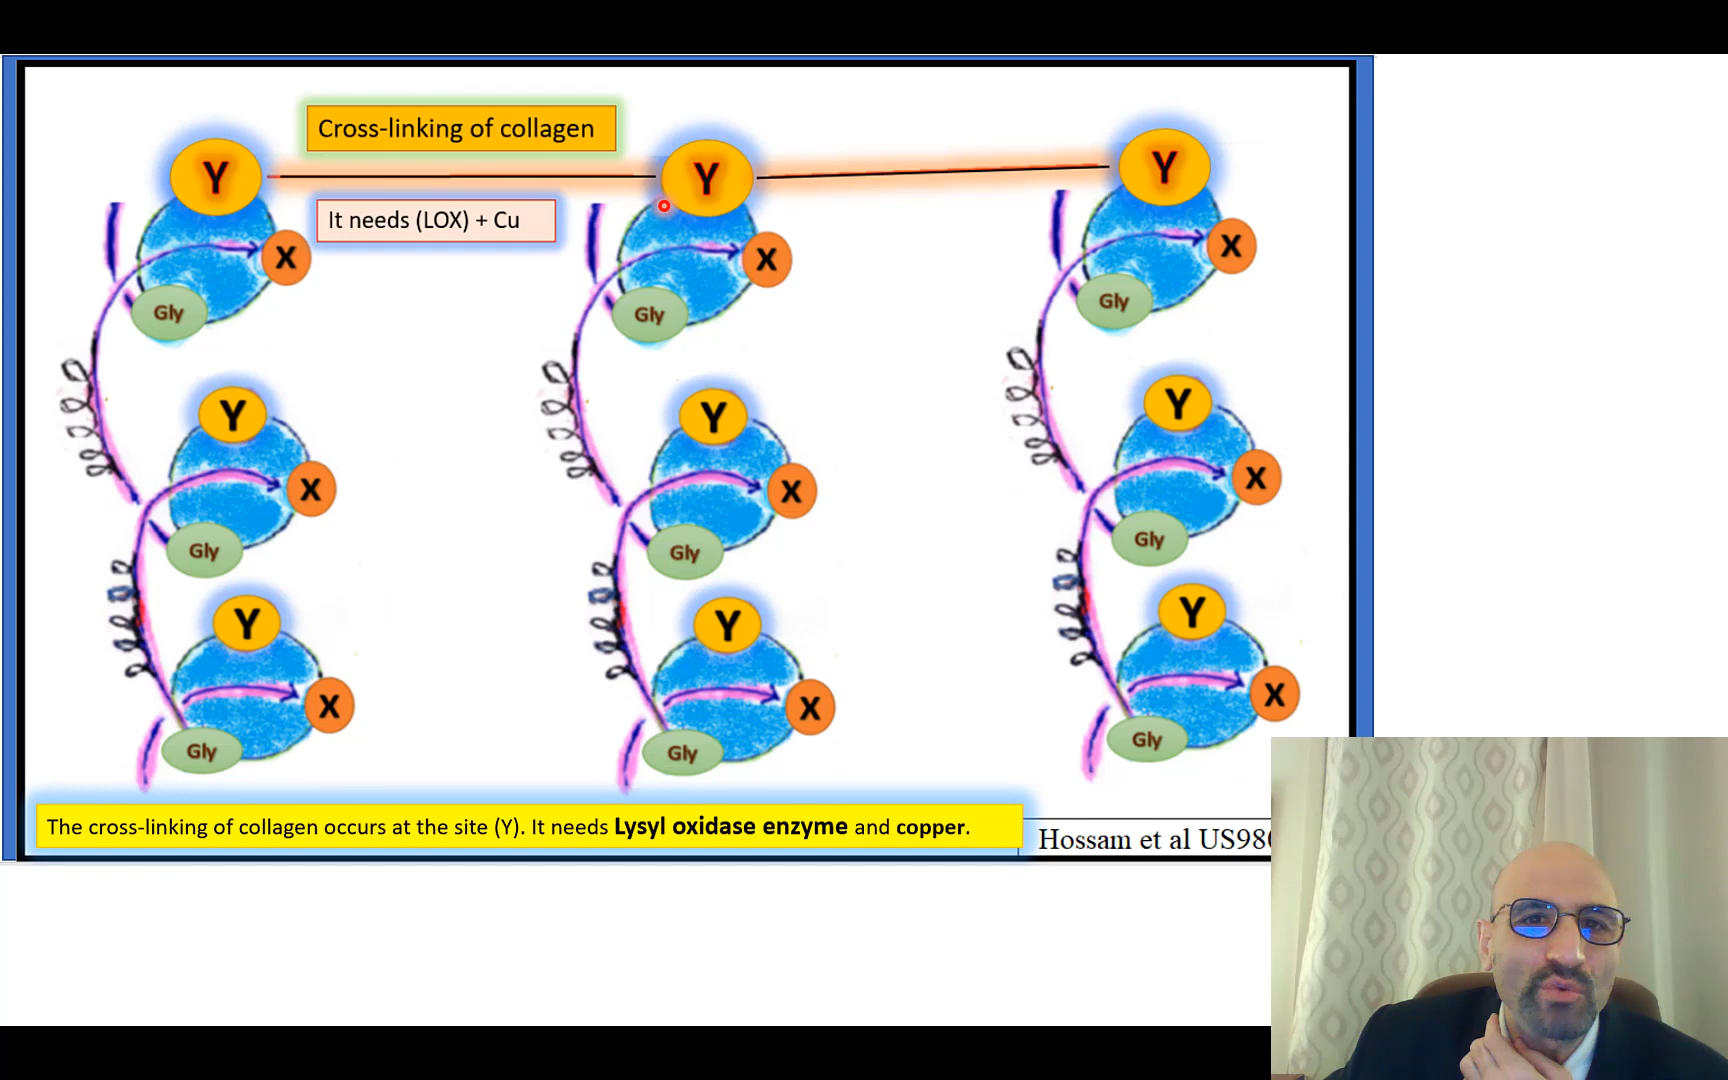 Cross-linking of collagen
Y
Y
Y
It needs (LOX) + Cu
X
X
X
Gly
Gly
Gly
Y
Y
Y
X
X
X
Gly
Gly
Gly
Y
Y
Y
X
X
X
Gly
Gly
Gly
The cross-linking of collagen occurs at the site (Y). It needs Lysyl oxidase enzyme and copper.
Hossam et al